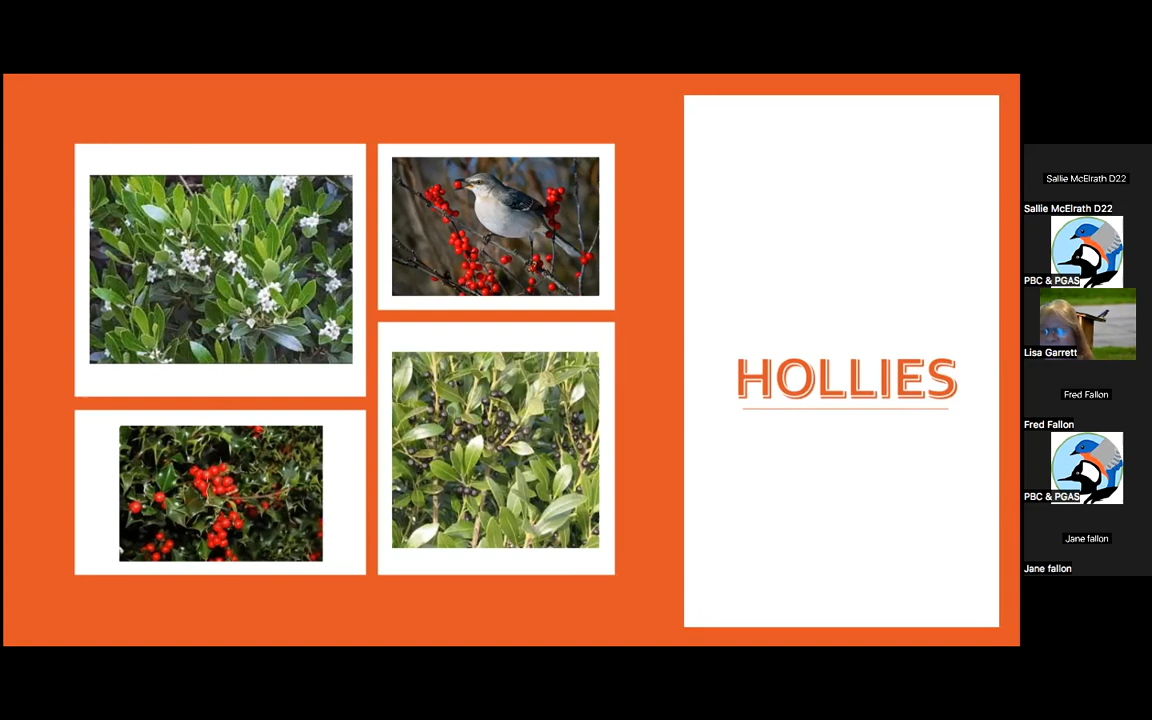 HOLLIES
Sallie McElrath D22
Sallie McElrath D22
PBC & PGAS
Lisa Garrett
Fred Fallon
Fred Fallon
PBC & PGAS
Jane fallon
Jane fallon